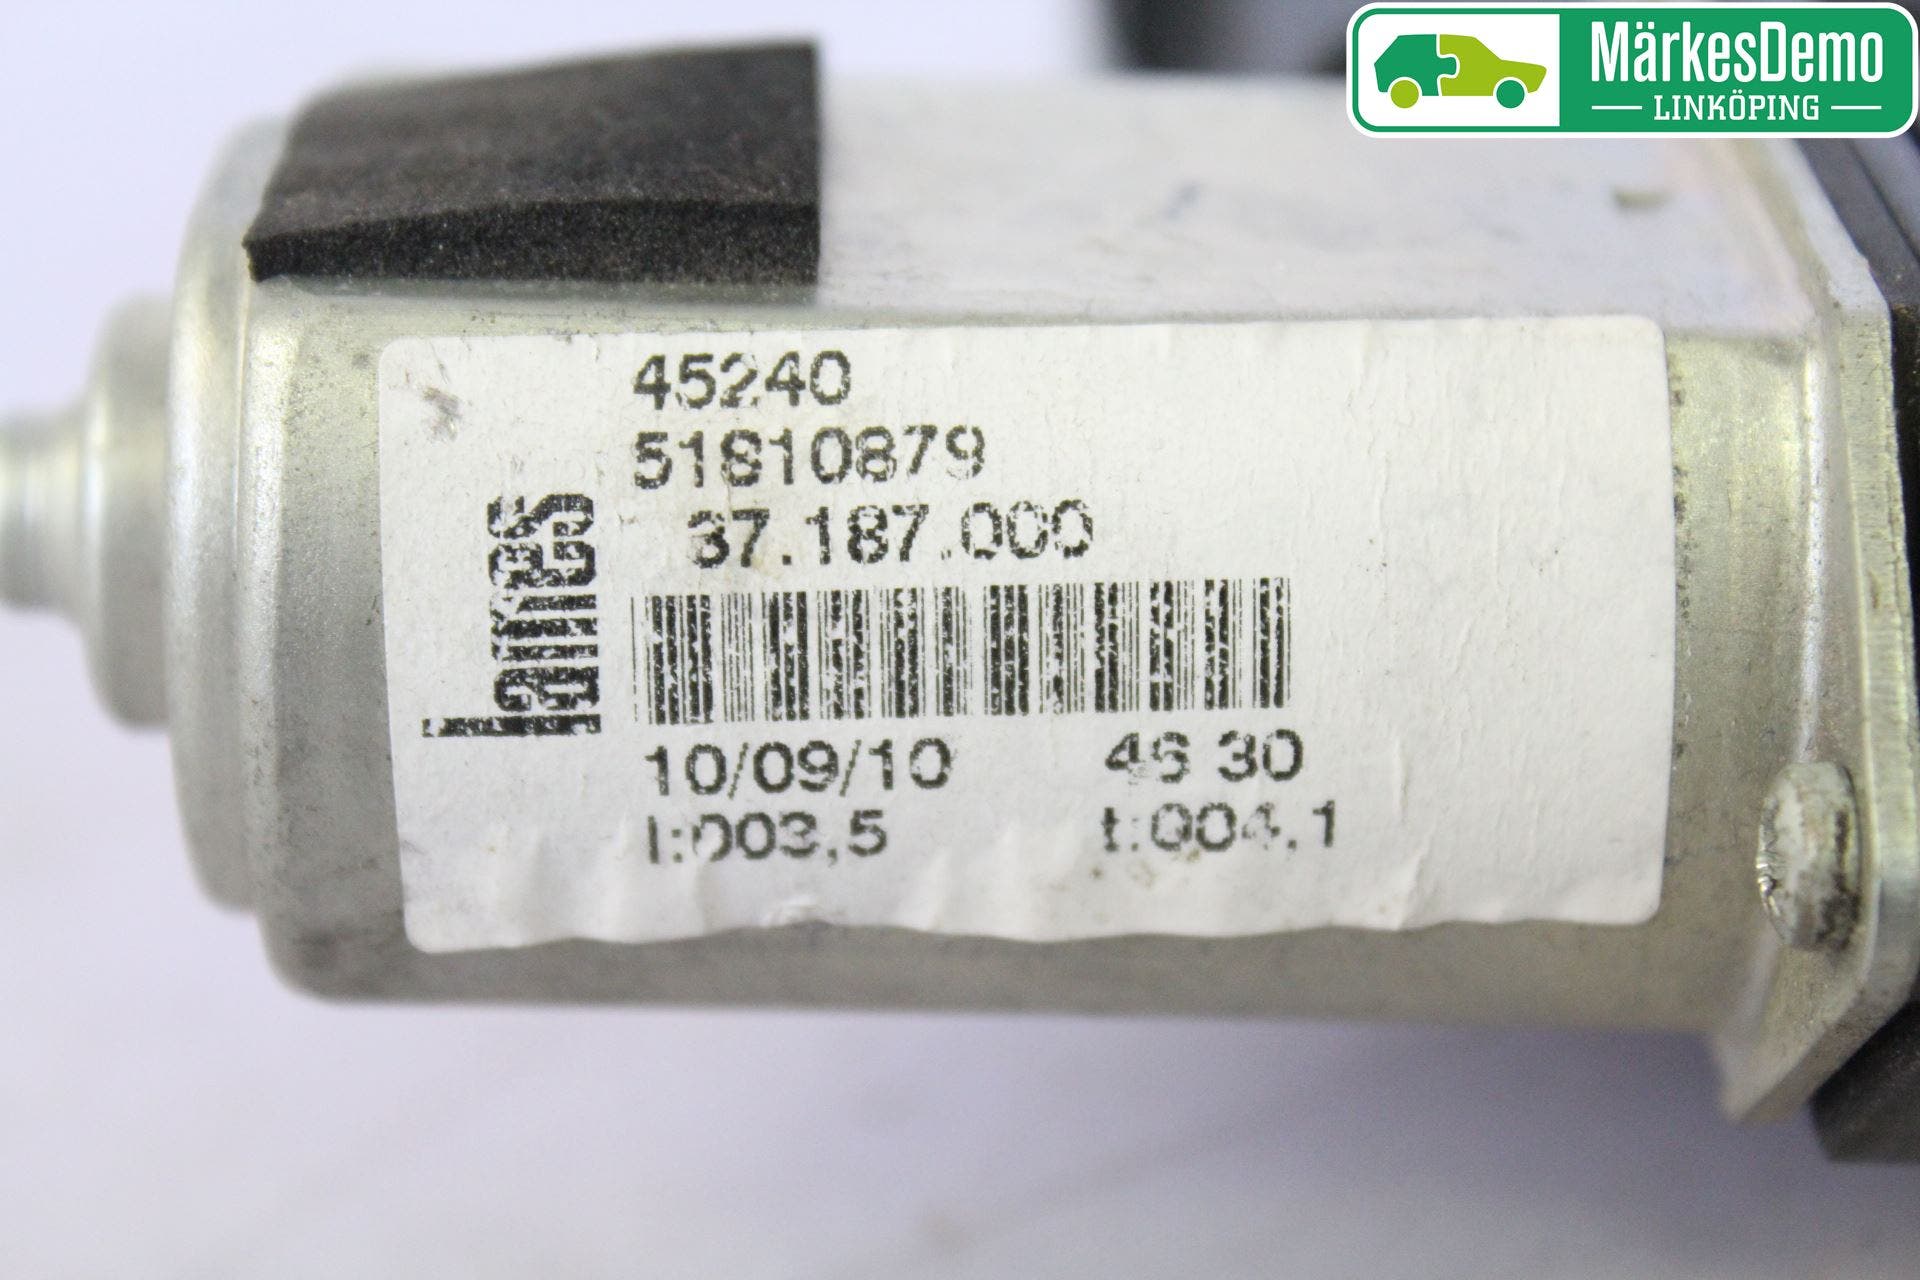 MärkesDemo
LINKÖPING
45240
51810879
37.187.000
lames
10/09/10 46 30
I:003,5 t:004,1